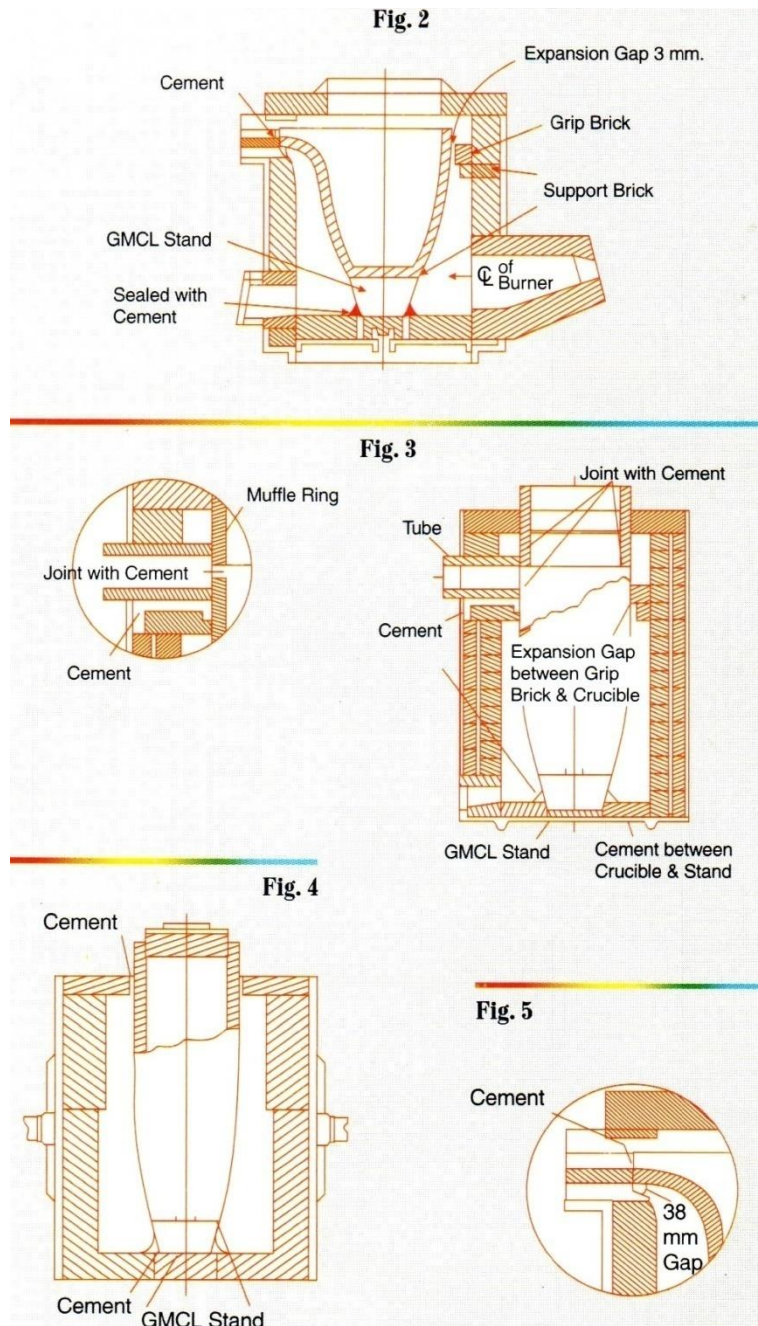 Fig. 2
Expansion Gap 3 mm.
Cement
Grip Brick
Support Brick
GMCL Stand
℄ of
Burner
Sealed with
Cement
Fig. 3
Joint with Cement
Muffle Ring
Tube
Joint with Cement
Cement
Expansion Gap
between Grip
Brick & Crucible
Cement
GMCL Stand
Cement between
Crucible & Stand
Fig. 4
Cement
Fig. 5
Cement
38
mm
Gap
Cement
GMCL Stand